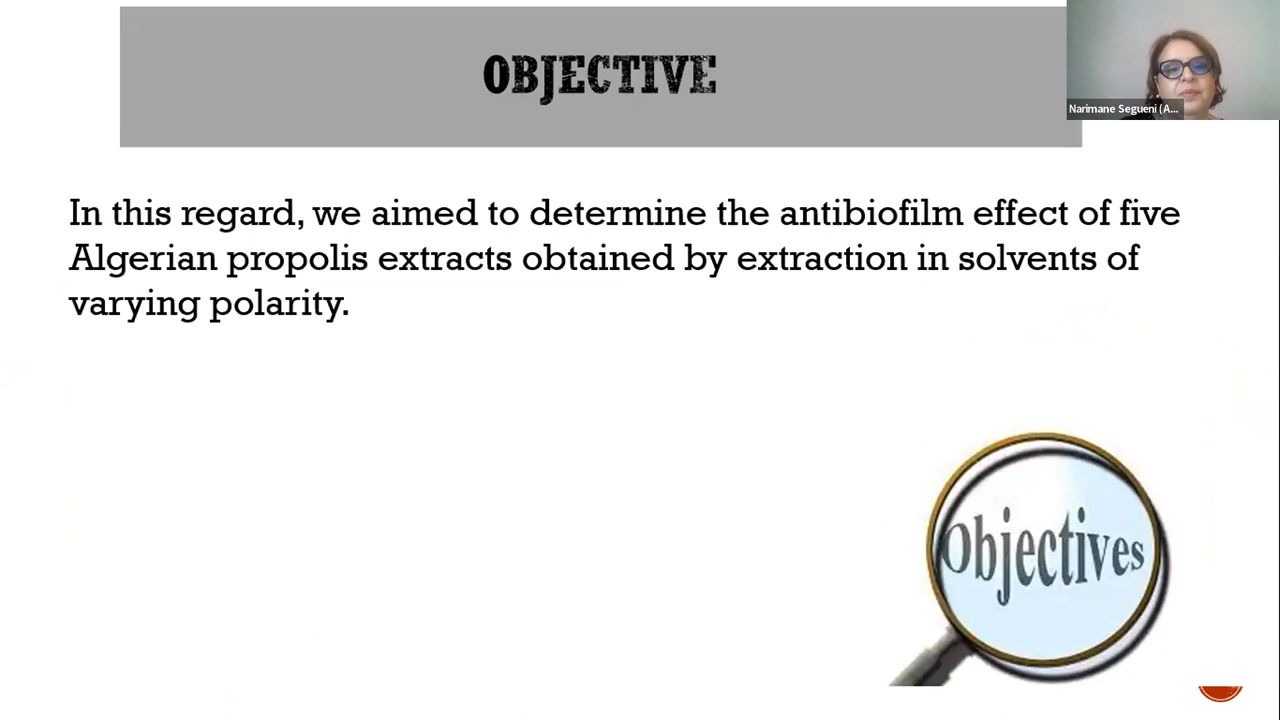 OBJECTIVE
Narimane Segueni (A...
In this regard, we aimed to determine the antibiofilm effect of five
Algerian propolis extracts obtained by extraction in solvents of
varying polarity.
Objectives